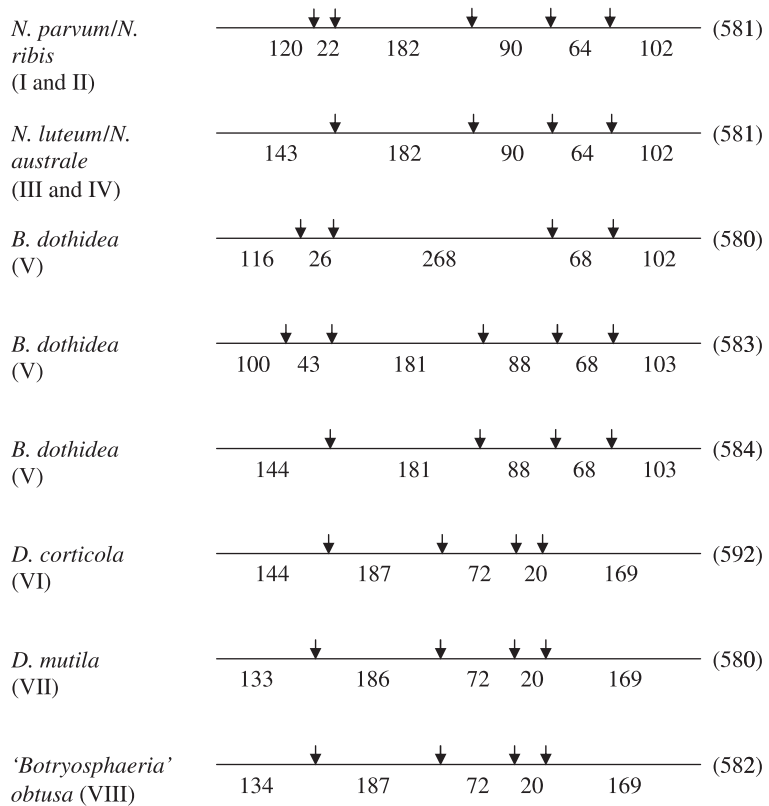 N. parvum/N. ribis (I and II)
120 22 182 90 64 102 (581)
N. luteum/N. australe (III and IV)
143 182 90 64 102 (581)
B. dothidea (V)
116 26 268 68 102 (580)
B. dothidea (V)
100 43 181 88 68 103 (583)
B. dothidea (V)
144 181 88 68 103 (584)
D. corticola (VI)
144 187 72 20 169 (592)
D. mutila (VII)
133 186 72 20 169 (580)
‘Botryosphaeria’ obtusa (VIII)
134 187 72 20 169 (582)